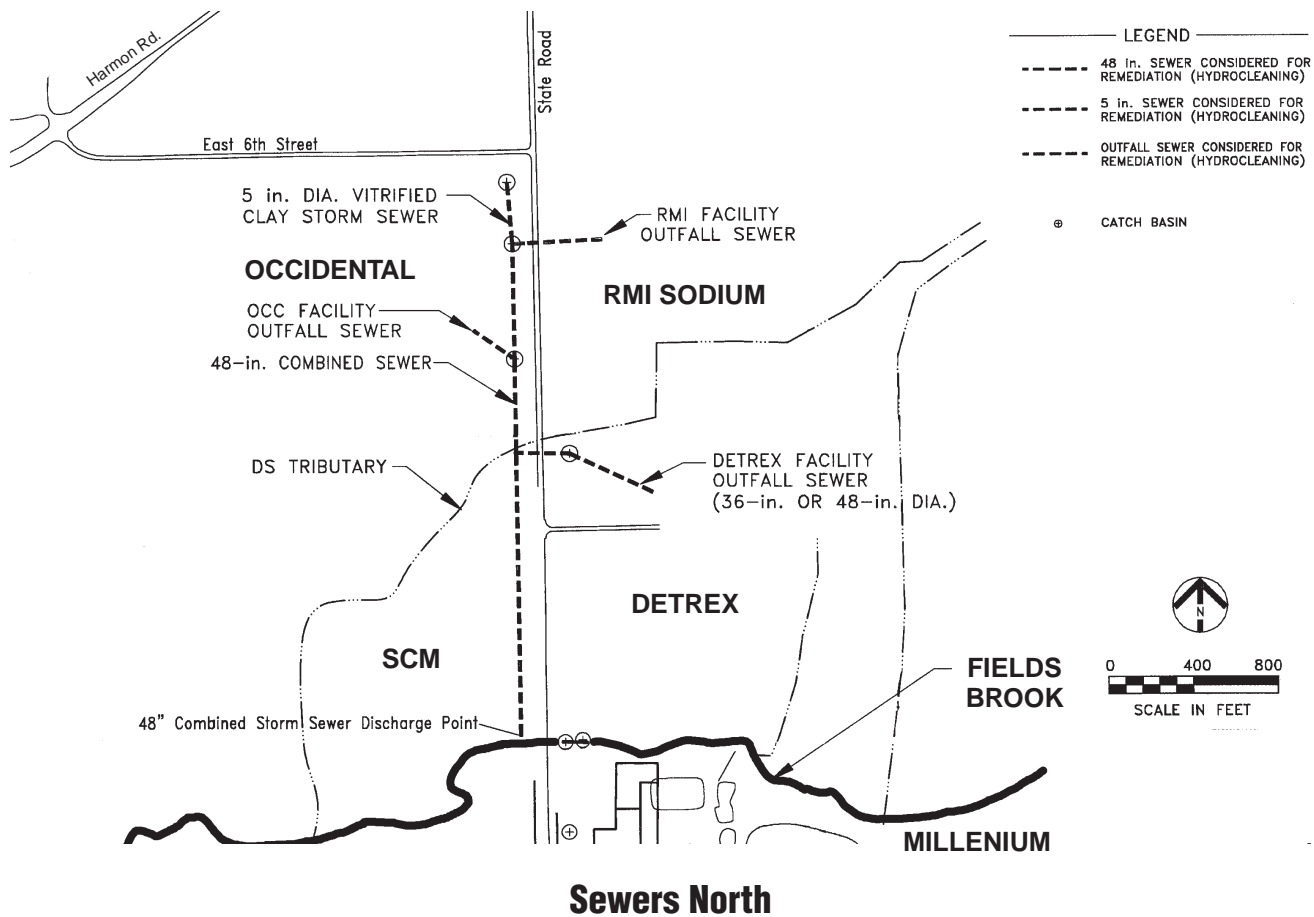 Harmon Rd.
State Road
East 6th Street
LEGEND
48 in. SEWER CONSIDERED FOR
REMEDIATION (HYDROCLEANING)
5 in. SEWER CONSIDERED FOR
REMEDIATION (HYDROCLEANING)
OUTFALL SEWER CONSIDERED FOR
REMEDIATION (HYDROCLEANING)
CATCH BASIN
5 in. DIA. VITRIFIED
CLAY STORM SEWER
RMI FACILITY
OUTFALL SEWER
OCCIDENTAL
RMI SODIUM
OCC FACILITY
OUTFALL SEWER
48-in. COMBINED SEWER
DS TRIBUTARY
DETREX FACILITY
OUTFALL SEWER
(36-in. OR 48-in. DIA.)
DETREX
SCM
N
FIELDS
BROOK
0 400 800
SCALE IN FEET
48" Combined Storm Sewer Discharge Point
MILLENIUM
Sewers North